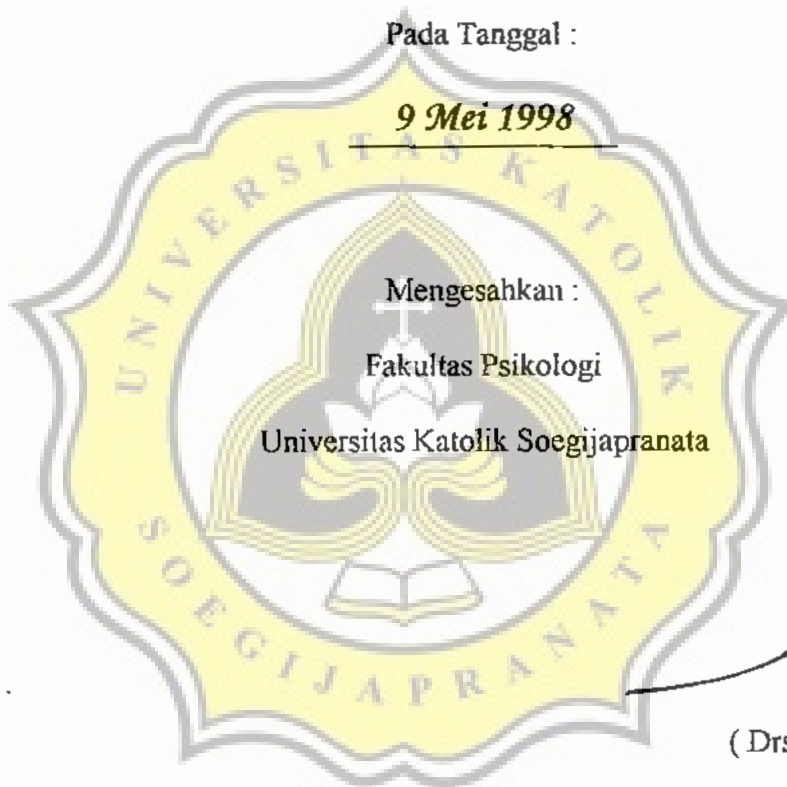 Pada Tanggal :
9 Mei 1998
Mengesahkan :
Fakultas Psikologi
Universitas Katolik Soegijapranata
( Drs
UNIVERSITAS KATOLIK
SOEGIJAPRANATA